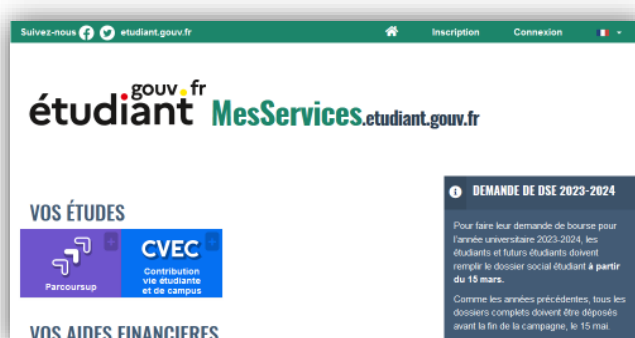 Suivez-nous etudiant.gouv.fr Inscription Connexion
gouv.fr
étudiant MesServices.etudiant.gouv.fr
DEMANDE DE DSE 2023-2024
VOS ÉTUDES
Pour faire leur demande de bourse pour
l'année universitaire 2023-2024, les
étudiants et futurs étudiants doivent
remplir le dossier social étudiant à partir
du 15 mars.
Comme les années précédentes, tous les
dossiers complets doivent être déposés
avant la fin de la campagne, le 15 mai.
Parcoursup
CVEC
Contribution
vie étudiante
et de campus
VOS AIDES FINANCIERES